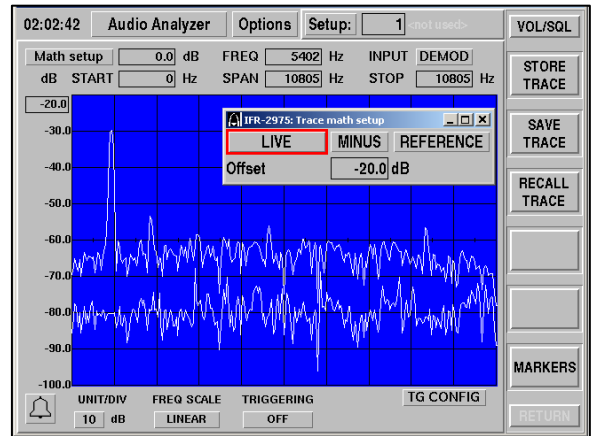 02:02:42 Audio Analyzer Options Setup: 1 <not used> VOL/SQL
Math setup 0.0 dB FREQ 5402 Hz INPUT DEMOD
dB START 0 Hz SPAN 10805 Hz STOP 10805 Hz
STORE
TRACE
-20.0
IFR-2975: Trace math setup
LIVE MINUS REFERENCE
Offset -20.0 dB
SAVE
TRACE
RECALL
TRACE
-30.0
-40.0
-50.0
-60.0
-70.0
-80.0
-90.0
-100.0
MARKERS
UNIT/DIV FREQ SCALE TRIGGERING TG CONFIG
10 dB LINEAR OFF
RETURN